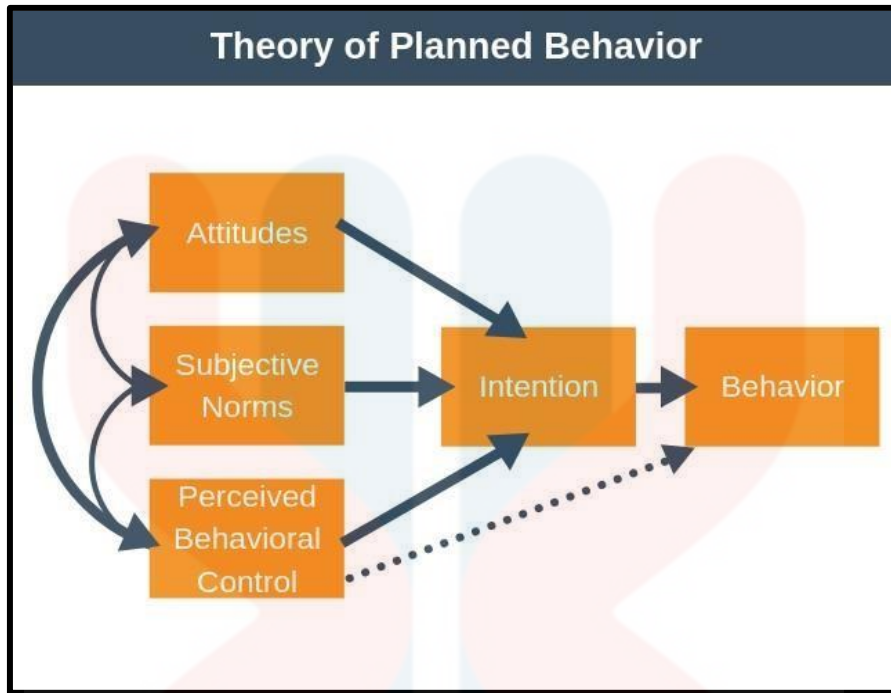 Theory of Planned Behavior
Attitudes
Subjective
Norms
Perceived
Behavioral
Control
Intention
Behavior